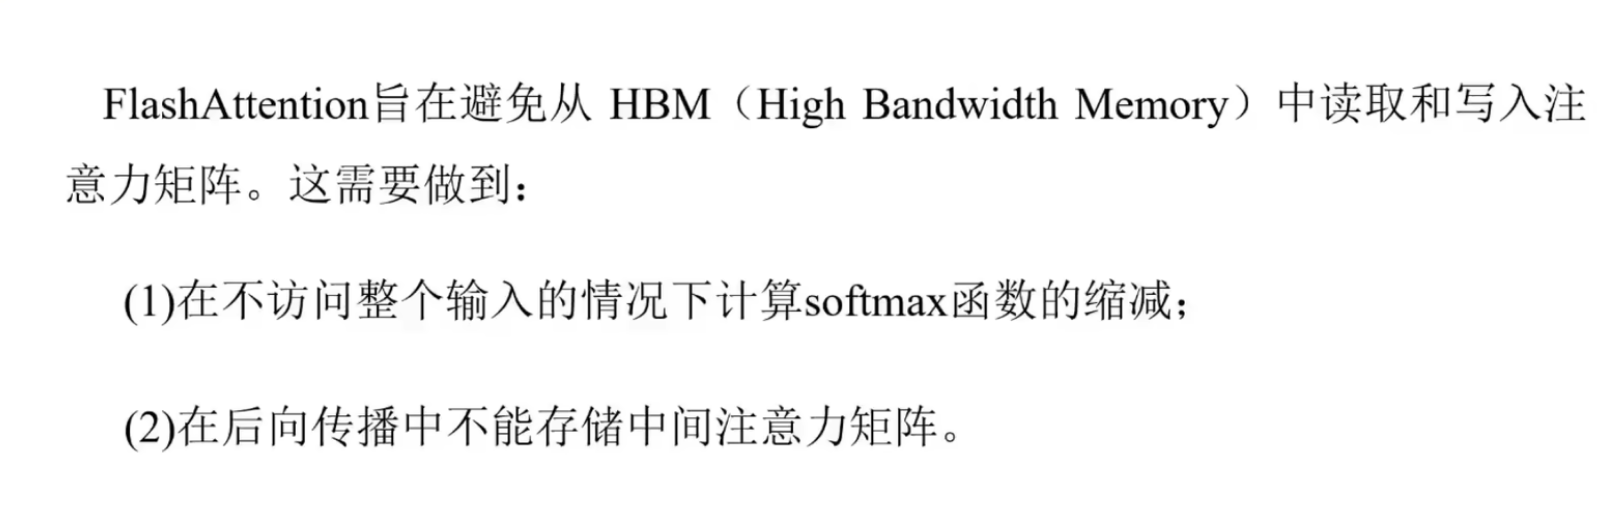 FlashAttention旨在避免从 HBM（High Bandwidth Memory）中读取和写入注
意力矩阵。这需要做到：
(1)在不访问整个输入的情况下计算softmax函数的缩减；
(2)在后向传播中不能存储中间注意力矩阵。